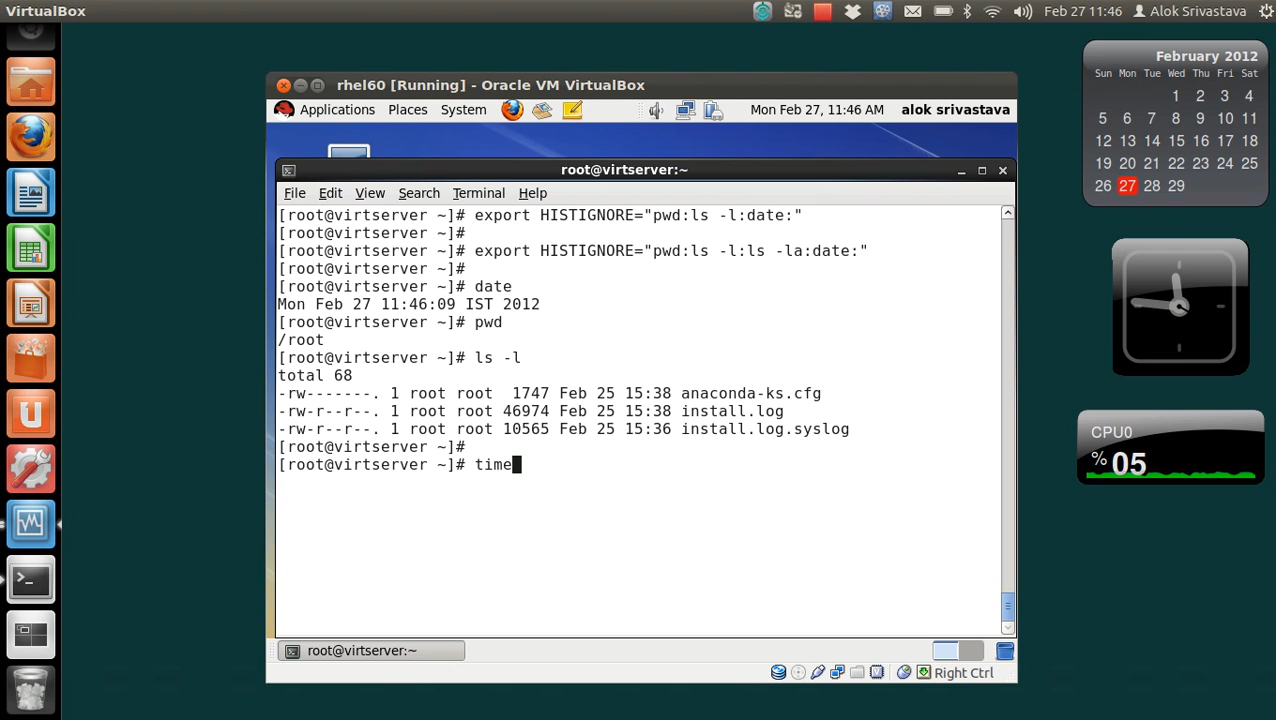 VirtualBox
Feb 27 11:46 Alok Srivastava
rhel60 [Running] - Oracle VM VirtualBox
Applications Places System Mon Feb 27, 11:46 AM alok srivastava
root@virtserver:~
File Edit View Search Terminal Help
[root@virtserver ~]# export HISTIGNORE="pwd:ls -l:date:"
[root@virtserver ~]#
[root@virtserver ~]# export HISTIGNORE="pwd:ls -l:ls -la:date:"
[root@virtserver ~]#
[root@virtserver ~]# date
Mon Feb 27 11:46:09 IST 2012
[root@virtserver ~]# pwd
/root
[root@virtserver ~]# ls -l
total 68
-rw-------. 1 root root  1747 Feb 25 15:38 anaconda-ks.cfg
-rw-r--r--. 1 root root 46974 Feb 25 15:38 install.log
-rw-r--r--. 1 root root 10565 Feb 25 15:36 install.log.syslog
[root@virtserver ~]#
[root@virtserver ~]# time
root@virtserver:~
Right Ctrl
February 2012
Sun Mon Tue Wed Thu Fri Sat
1 2 3 4
5 6 7 8 9 10 11
12 13 14 15 16 17 18
19 20 21 22 23 24 25
26 27 28 29
CPU0
% 05